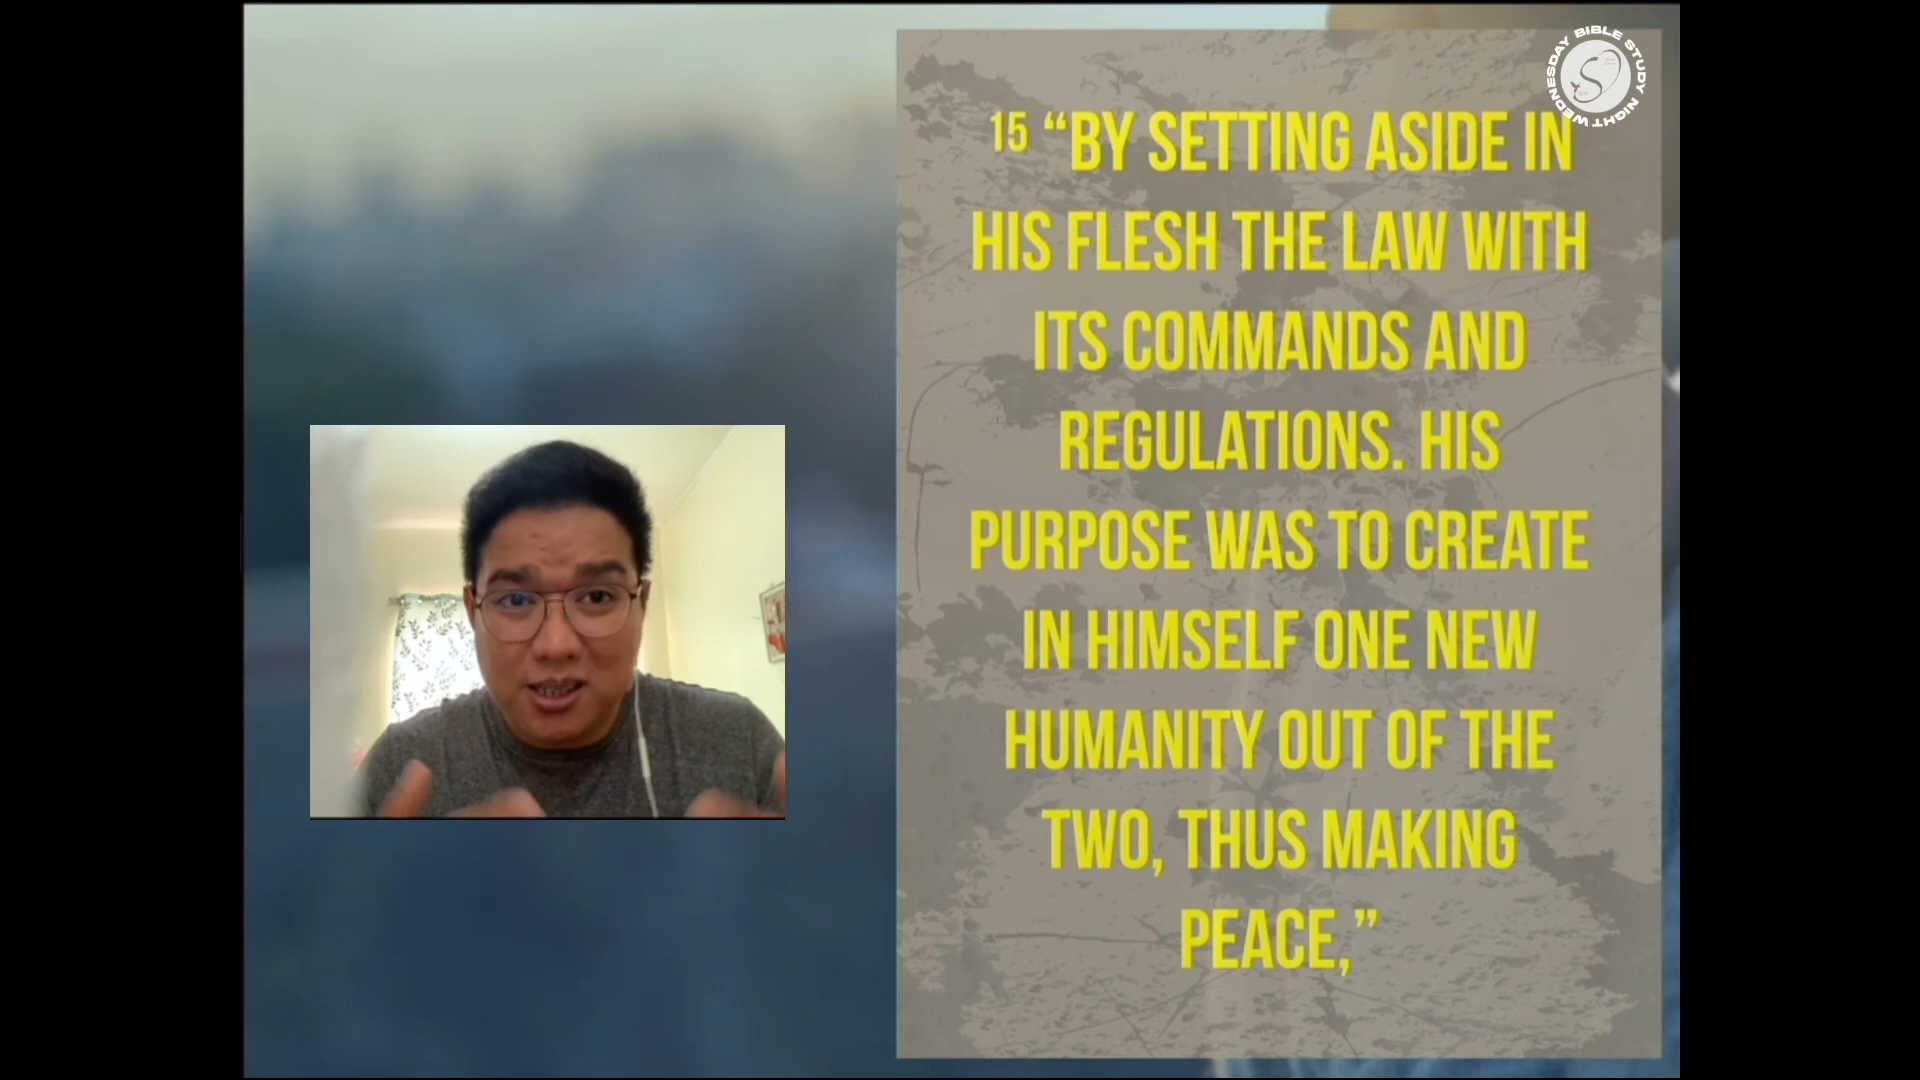 WEDNESDAY BIBLE STUDY NIGHT
S
15 “BY SETTING ASIDE IN
HIS FLESH THE LAW WITH
ITS COMMANDS AND
REGULATIONS. HIS
PURPOSE WAS TO CREATE
IN HIMSELF ONE NEW
HUMANITY OUT OF THE
TWO, THUS MAKING
PEACE,”